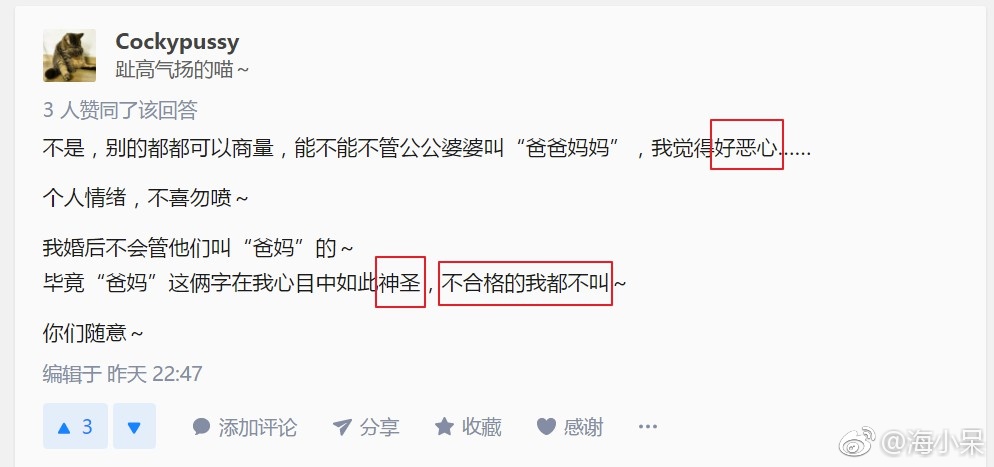 Cockypussy
趾高气扬的喵~
3 人赞同了该回答
不是，别的都都可以商量，能不能不管公公婆婆叫“爸爸妈妈”，我觉得好恶心......
个人情绪，不喜勿喷~
我婚后不会管他们叫“爸妈”的~
毕竟“爸妈”这俩字在我心目中如此神圣，不合格的我都不叫~
你们随意~
编辑于 昨天 22:47
3 添加评论 分享 收藏 感谢 ...
@海小呆